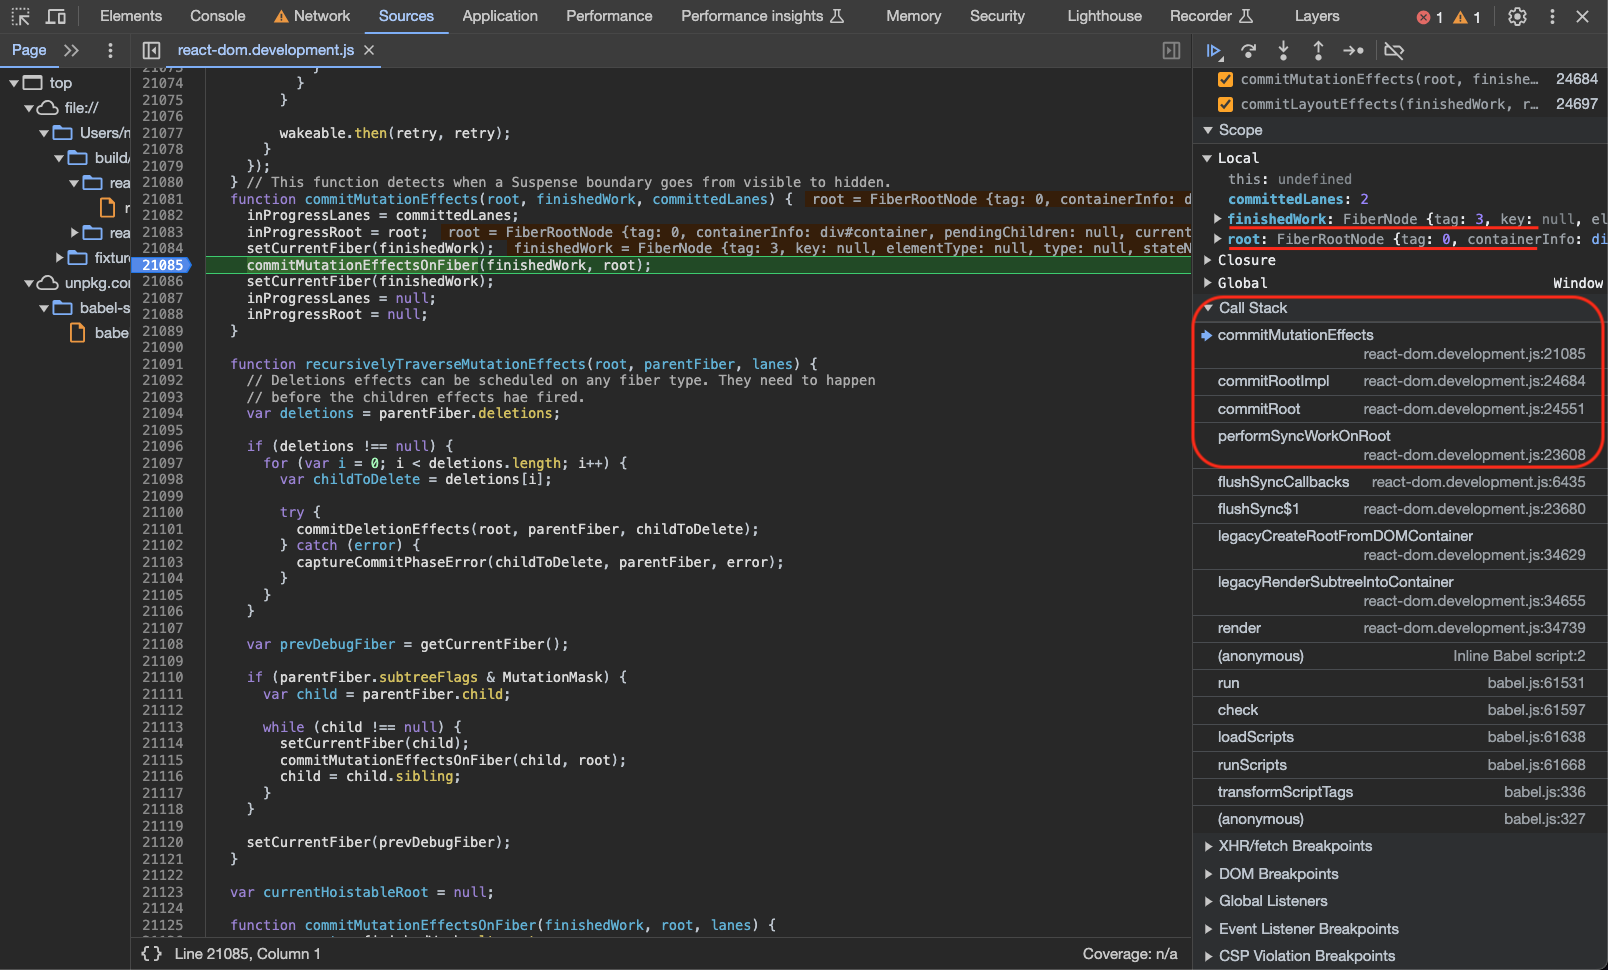 Elements Console Network Sources Application Performance Performance insights Memory Security Lighthouse Recorder Layers 1 1
Page
react-dom.development.js
top
file://
Users/n
build/
rea
r
rea
fixture
unpkg.con
babel-s
babe
21073 }
21074 }
21075 }
21076
21077 wakeable.then(retry, retry);
21078 }
21079 });
21080 } // This function detects when a Suspense boundary goes from visible to hidden.
21081 function commitMutationEffects(root, finishedWork, committedLanes) { root = FiberRootNode {tag: 0, containerInfo: d
21082 inProgressLanes = committedLanes;
21083 inProgressRoot = root; root = FiberRootNode {tag: 0, containerInfo: div#container, pendingChildren: null, current
21084 setCurrentFiber(finishedWork); finishedWork = FiberNode {tag: 3, key: null, elementType: null, type: null, stateN
21085 commitMutationEffectsOnFiber(finishedWork, root);
21086 setCurrentFiber(finishedWork);
21087 inProgressLanes = null;
21088 inProgressRoot = null;
21089 }
21090
21091 function recursivelyTraverseMutationEffects(root, parentFiber, lanes) {
21092 // Deletions effects can be scheduled on any fiber type. They need to happen
21093 // before the children effects hae fired.
21094 var deletions = parentFiber.deletions;
21095
21096 if (deletions !== null) {
21097 for (var i = 0; i < deletions.length; i++) {
21098 var childToDelete = deletions[i];
21099
21100 try {
21101 commitDeletionEffects(root, parentFiber, childToDelete);
21102 } catch (error) {
21103 captureCommitPhaseError(childToDelete, parentFiber, error);
21104 }
21105 }
21106 }
21107
21108 var prevDebugFiber = getCurrentFiber();
21109
21110 if (parentFiber.subtreeFlags & MutationMask) {
21111 var child = parentFiber.child;
21112
21113 while (child !== null) {
21114 setCurrentFiber(child);
21115 commitMutationEffectsOnFiber(child, root);
21116 child = child.sibling;
21117 }
21118 }
21119
21120 setCurrentFiber(prevDebugFiber);
21121 }
21122
21123 var currentHoistableRoot = null;
21124
21125 function commitMutationEffectsOnFiber(finishedWork, root, lanes) {
{} Line 21085, Column 1 Coverage: n/a
commitMutationEffects(root, finishe… 24684
commitLayoutEffects(finishedWork, r… 24697
Scope
Local
this: undefined
committedLanes: 2
finishedWork: FiberNode {tag: 3, key: null, el
root: FiberRootNode {tag: 0, containerInfo: di
Closure
Global Window
Call Stack
commitMutationEffects
react-dom.development.js:21085
commitRootImpl react-dom.development.js:24684
commitRoot react-dom.development.js:24551
performSyncWorkOnRoot
react-dom.development.js:23608
flushSyncCallbacks react-dom.development.js:6435
flushSync$1 react-dom.development.js:23680
legacyCreateRootFromDOMContainer
react-dom.development.js:34629
legacyRenderSubtreeIntoContainer
react-dom.development.js:34655
render react-dom.development.js:34739
(anonymous) Inline Babel script:2
run babel.js:61531
check babel.js:61597
loadScripts babel.js:61638
runScripts babel.js:61668
transformScriptTags babel.js:336
(anonymous) babel.js:327
XHR/fetch Breakpoints
DOM Breakpoints
Global Listeners
Event Listener Breakpoints
CSP Violation Breakpoints